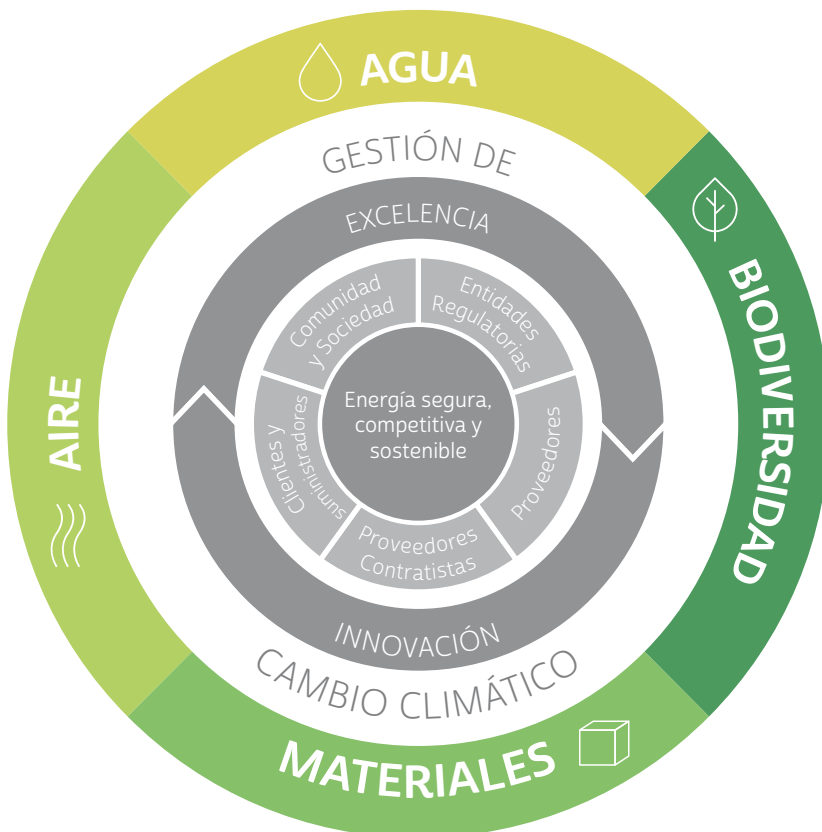 AGUA
GESTIÓN DE
EXCELENCIA
Comunidad
y Sociedad
Entidades
Regulatorias
BIODIVERSIDAD
AIRE
Energía segura,
competitiva y
sostenible
Clientes y
suministradores
Proveedores
Proveedores
Contratistas
INNOVACIÓN
CAMBIO CLIMÁTICO
MATERIALES